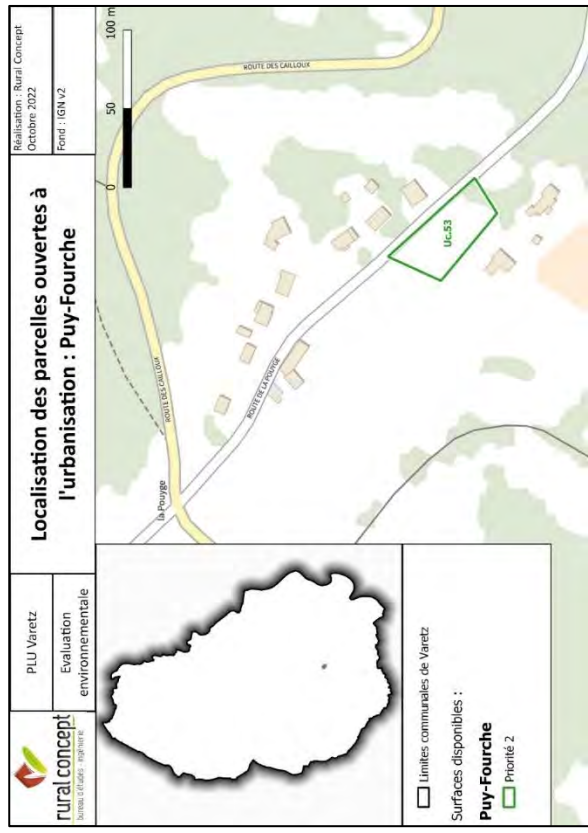 rural concept
bureau d'études - ingénierie
PLU Varetz
Evaluation
environnementale
Localisation des parcelles ouvertes à
l'urbanisation : Puy-Fourche
Réalisation : Rural Concept
Octobre 2022
Fond : IGN v2
0 50 100 m
ROUTE DES CAILLOUX
ROUTE DES CAILLOUX
la Pouyge
ROUTE DE LA POUYGE
Uc.53
Limites communales de Varetz
Surfaces disponibles :
Puy-Fourche
Priorité 2